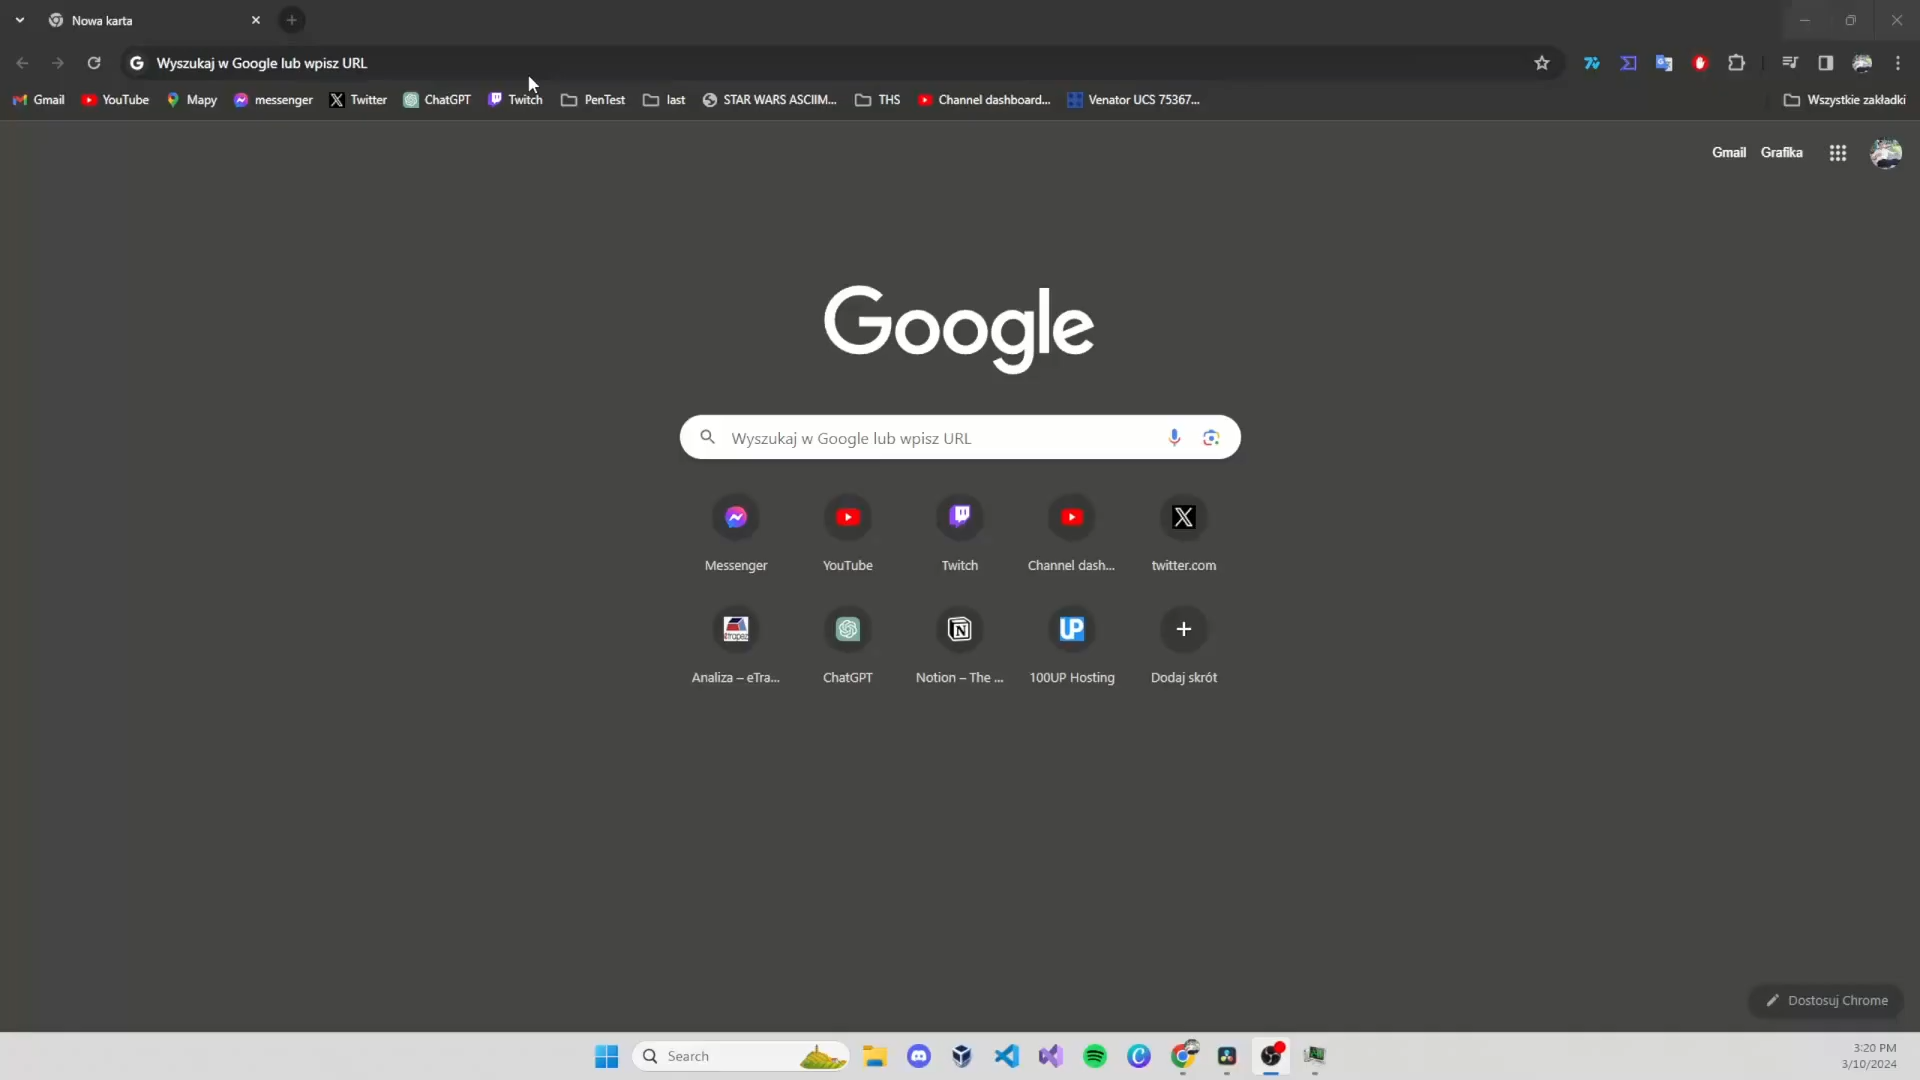 Nowa karta
Wyszukaj w Google lub wpisz URL
Gmail YouTube Mapy messenger Twitter ChatGPT Twitch PenTest last STAR WARS ASCIIM... THS Channel dashboard... Venator UCS 75367... Wszystkie zakładki
Gmail Grafika
Google
Wyszukaj w Google lub wpisz URL
Messenger YouTube Twitch Channel dash... twitter.com
Analiza – eTra... ChatGPT Notion – The ... 100UP Hosting Dodaj skrót
Dostosuj Chrome
Search
3:20 PM
3/10/2024